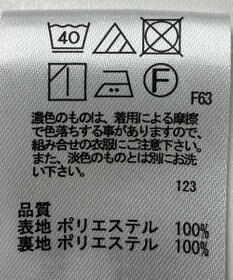 40
F
F63
濃色のものは、着用による摩擦
で色落ちする事がありますので、
組み合せの衣服にご注意下さい。
また、淡色のものとは別にお洗
い下さい。
123
品質
表地 ポリエステル 100%
裏地 ポリエステル 100%